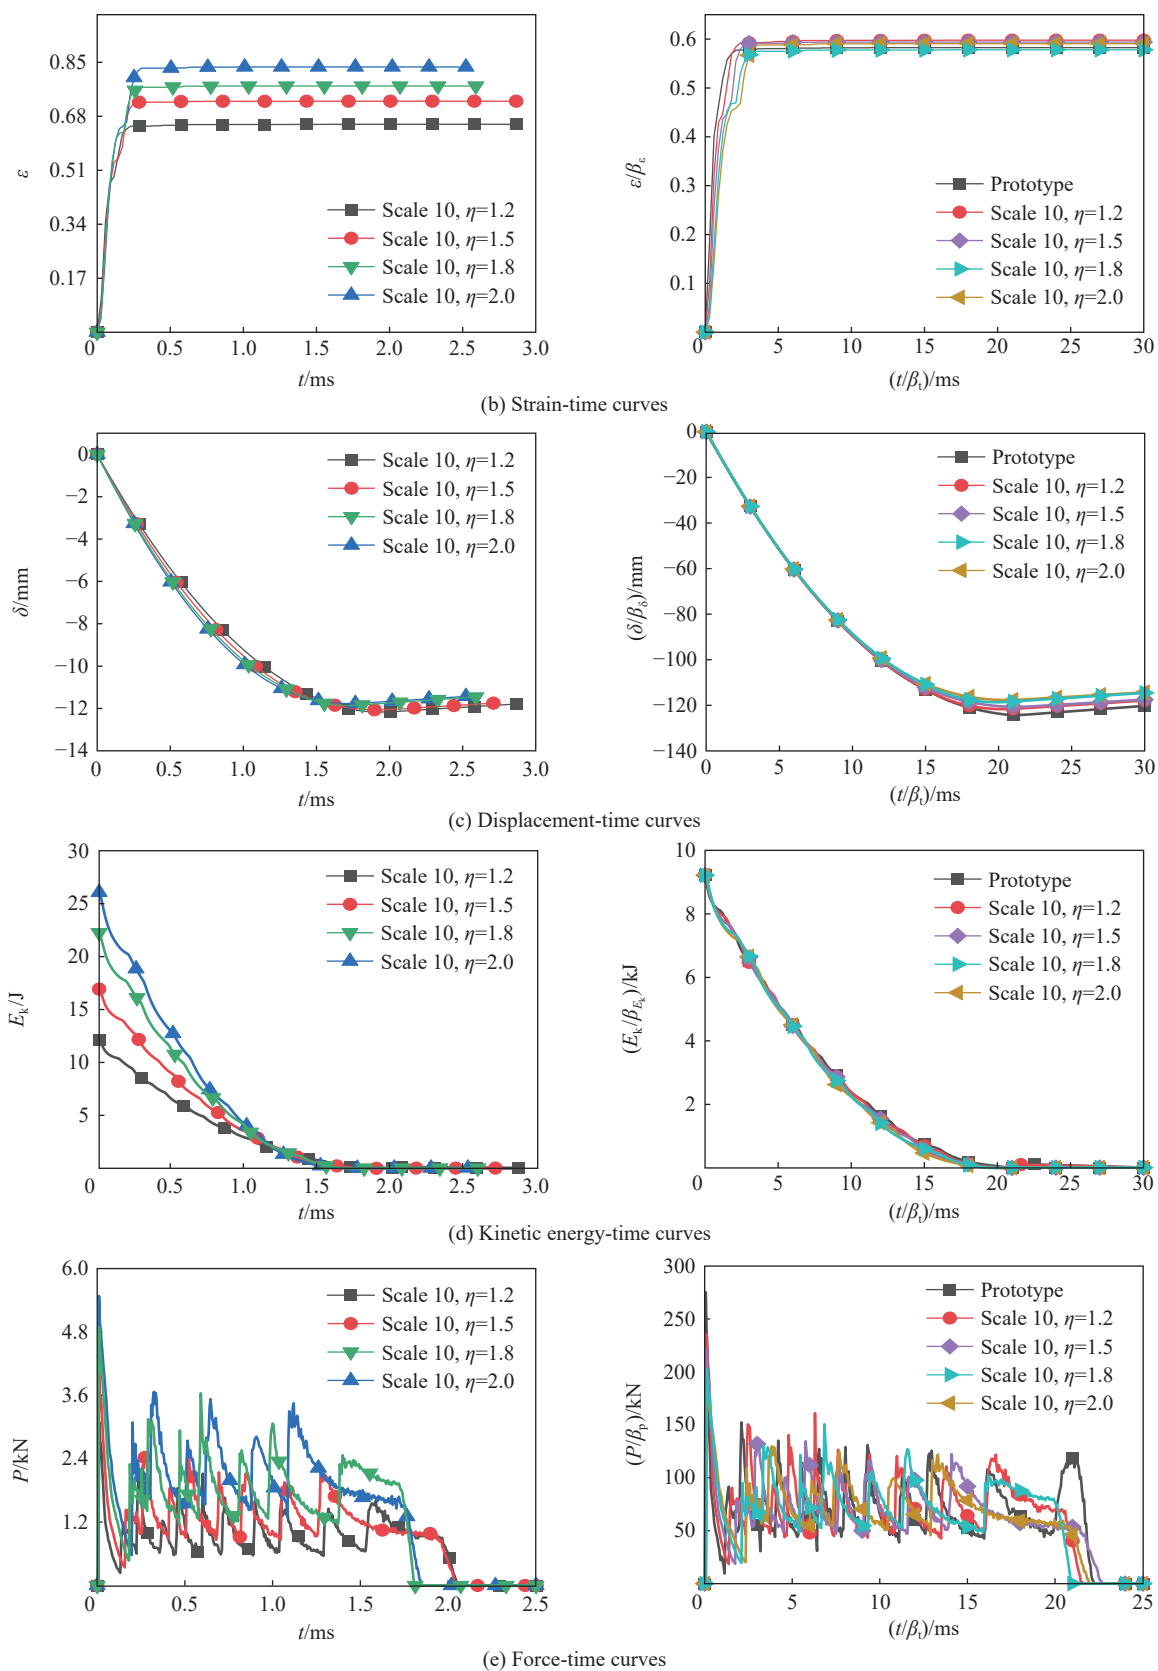 0.85
0.68
0.51
0.34
0.17
0
ε
Scale 10, η=1.2
Scale 10, η=1.5
Scale 10, η=1.8
Scale 10, η=2.0
0.5 1.0 1.5 2.0 2.5 3.0
t/ms
0.6
0.5
0.4
0.3
0.2
0.1
0
ε/βε
Prototype
Scale 10, η=1.2
Scale 10, η=1.5
Scale 10, η=1.8
Scale 10, η=2.0
5 10 15 20 25 30
(t/βt)/ms
(b) Strain-time curves
0
−2
−4
−6
−8
−10
−12
−14
δ/mm
Scale 10, η=1.2
Scale 10, η=1.5
Scale 10, η=1.8
Scale 10, η=2.0
0 0.5 1.0 1.5 2.0 2.5 3.0
t/ms
0
−20
−40
−60
−80
−100
−120
−140
(δ/βδ)/mm
Prototype
Scale 10, η=1.2
Scale 10, η=1.5
Scale 10, η=1.8
Scale 10, η=2.0
0 5 10 15 20 25 30
(t/βt)/ms
(c) Displacement-time curves
30
25
20
15
10
5
0
Ek/J
Scale 10, η=1.2
Scale 10, η=1.5
Scale 10, η=1.8
Scale 10, η=2.0
0.5 1.0 1.5 2.0 2.5 3.0
t/ms
10
8
6
4
2
0
(Ek/βEk)/kJ
Prototype
Scale 10, η=1.2
Scale 10, η=1.5
Scale 10, η=1.8
Scale 10, η=2.0
5 10 15 20 25 30
(t/βt)/ms
(d) Kinetic energy-time curves
6.0
4.8
3.6
2.4
1.2
0
P/kN
Scale 10, η=1.2
Scale 10, η=1.5
Scale 10, η=1.8
Scale 10, η=2.0
0.5 1.0 1.5 2.0 2.5
t/ms
300
250
200
150
100
50
0
(P/βp)/kN
Prototype
Scale 10, η=1.2
Scale 10, η=1.5
Scale 10, η=1.8
Scale 10, η=2.0
5 10 15 20 25
(t/βt)/ms
(e) Force-time curves